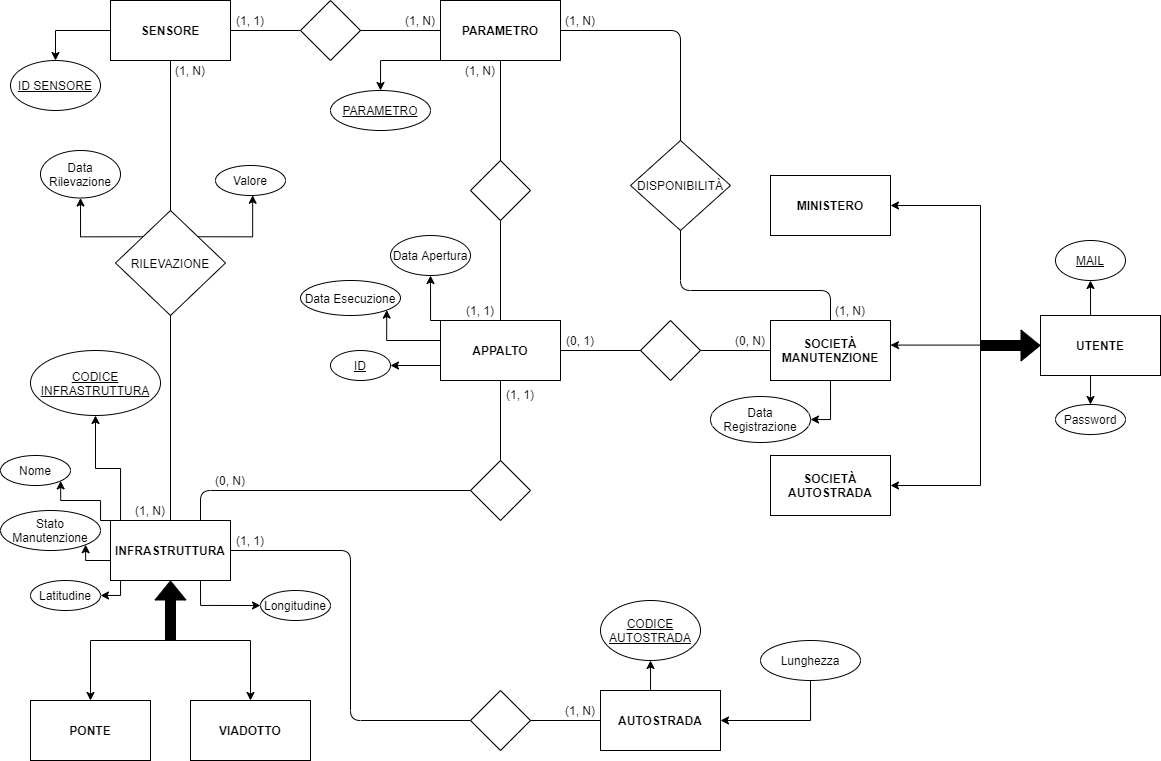 SENSORE
(1, 1)
(1, N)
PARAMETRO
(1, N)
ID SENSORE
(1, N)
(1, N)
PARAMETRO
Data
Rilevazione
Valore
DISPONIBILITÀ
MINISTERO
RILEVAZIONE
Data Apertura
MAIL
Data Esecuzione
(1, 1)
(1, N)
ID
APPALTO
(0, 1)
(0, N)
SOCIETÀ
MANUTENZIONE
UTENTE
CODICE
INFRASTRUTTURA
(1, 1)
Data
Registrazione
Password
Nome
(0, N)
SOCIETÀ
AUTOSTRADA
(1, N)
Stato
Manutenzione
INFRASTRUTTURA
(1, 1)
Latitudine
Longitudine
CODICE
AUTOSTRADA
Lunghezza
PONTE
VIADOTTO
(1, N)
AUTOSTRADA